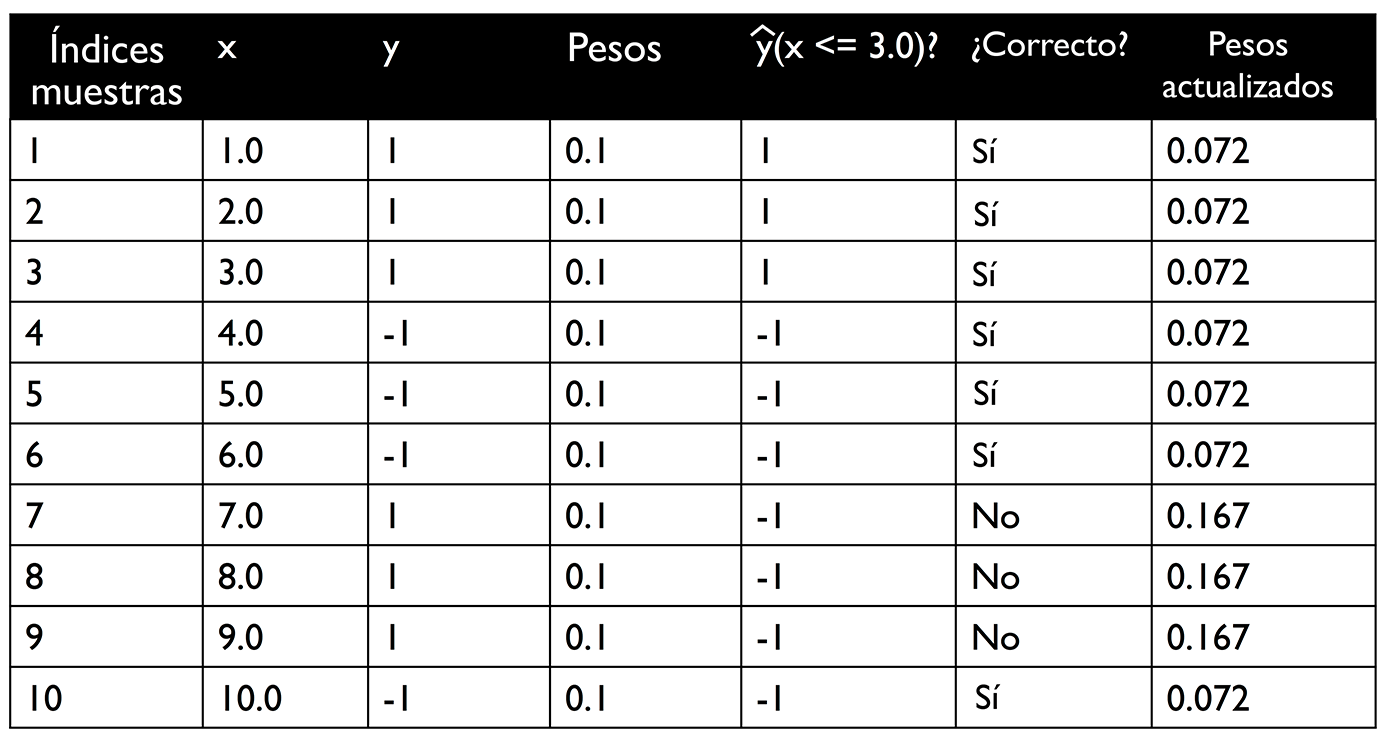 Índices muestras x y Pesos ŷ(x <= 3.0)? ¿Correcto? Pesos actualizados
1 1.0 1 0.1 1 Sí 0.072
2 2.0 1 0.1 1 Sí 0.072
3 3.0 1 0.1 1 Sí 0.072
4 4.0 -1 0.1 -1 Sí 0.072
5 5.0 -1 0.1 -1 Sí 0.072
6 6.0 -1 0.1 -1 Sí 0.072
7 7.0 1 0.1 -1 No 0.167
8 8.0 1 0.1 -1 No 0.167
9 9.0 1 0.1 -1 No 0.167
10 10.0 -1 0.1 -1 Sí 0.072